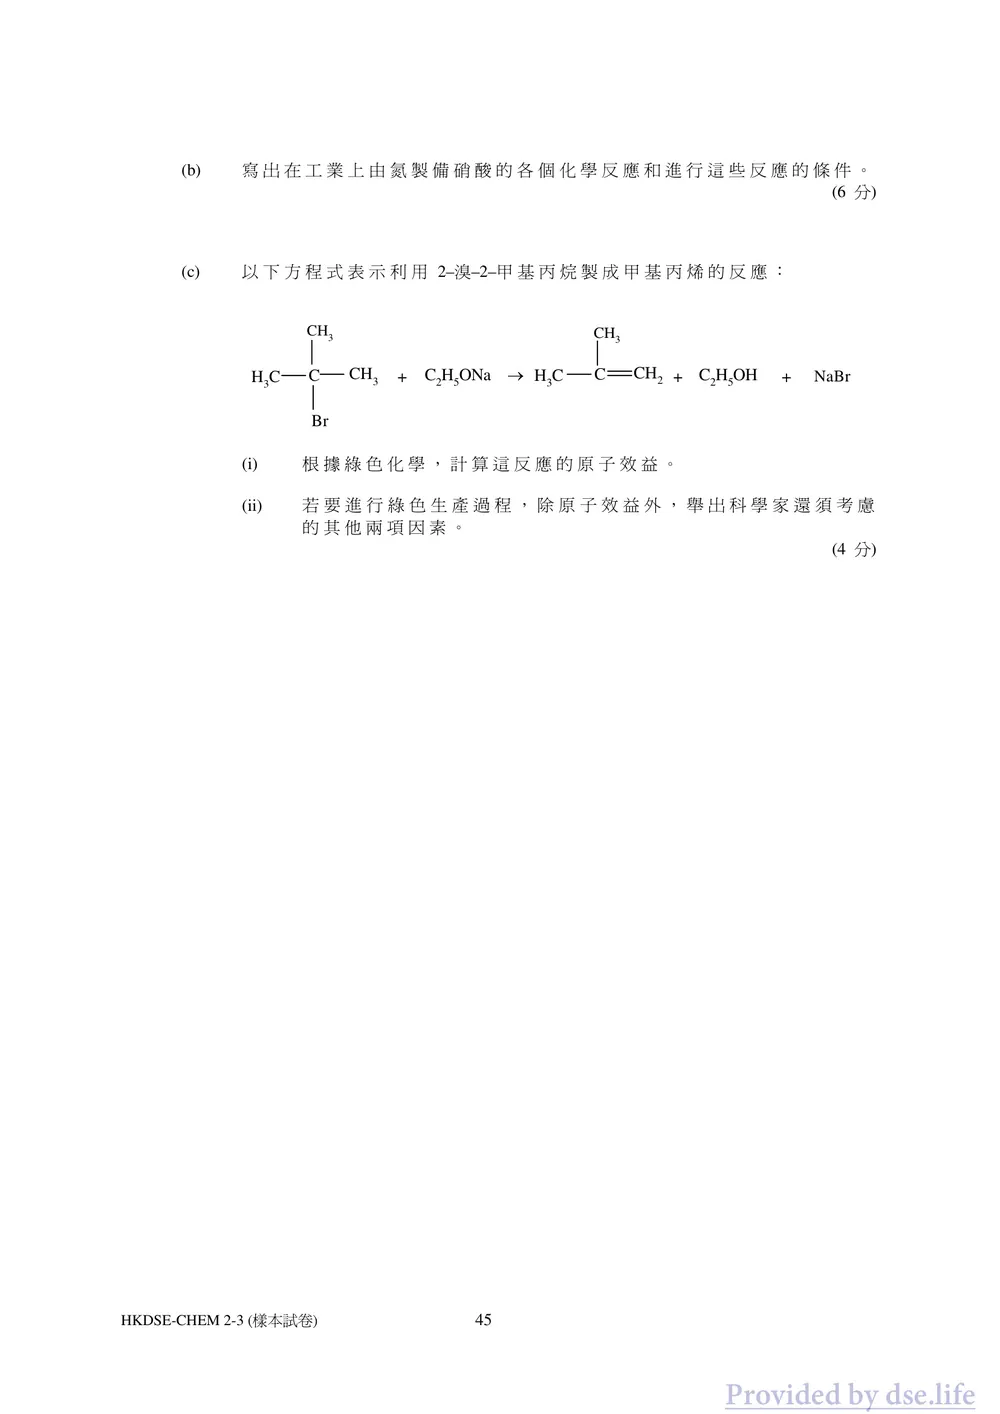 (b) 寫出在工業上由氮製備硝酸的各個化學反應和進行這些反應的條件。
(6 分)
(c) 以下方程式表示利用 2–溴–2–甲基丙烷製成甲基丙烯的反應：
CH3 CH3
H3C C CH3 + C2H5ONa → H3C C CH2 + C2H5OH + NaBr
Br
(i) 根據綠色化學，計算這反應的原子效益。
(ii) 若要進行綠色生產過程，除原子效益外，舉出科學家還須考慮
的其他兩項因素。
(4 分)
HKDSE-CHEM 2-3 (樣本試卷) 45
Provided by dse.life